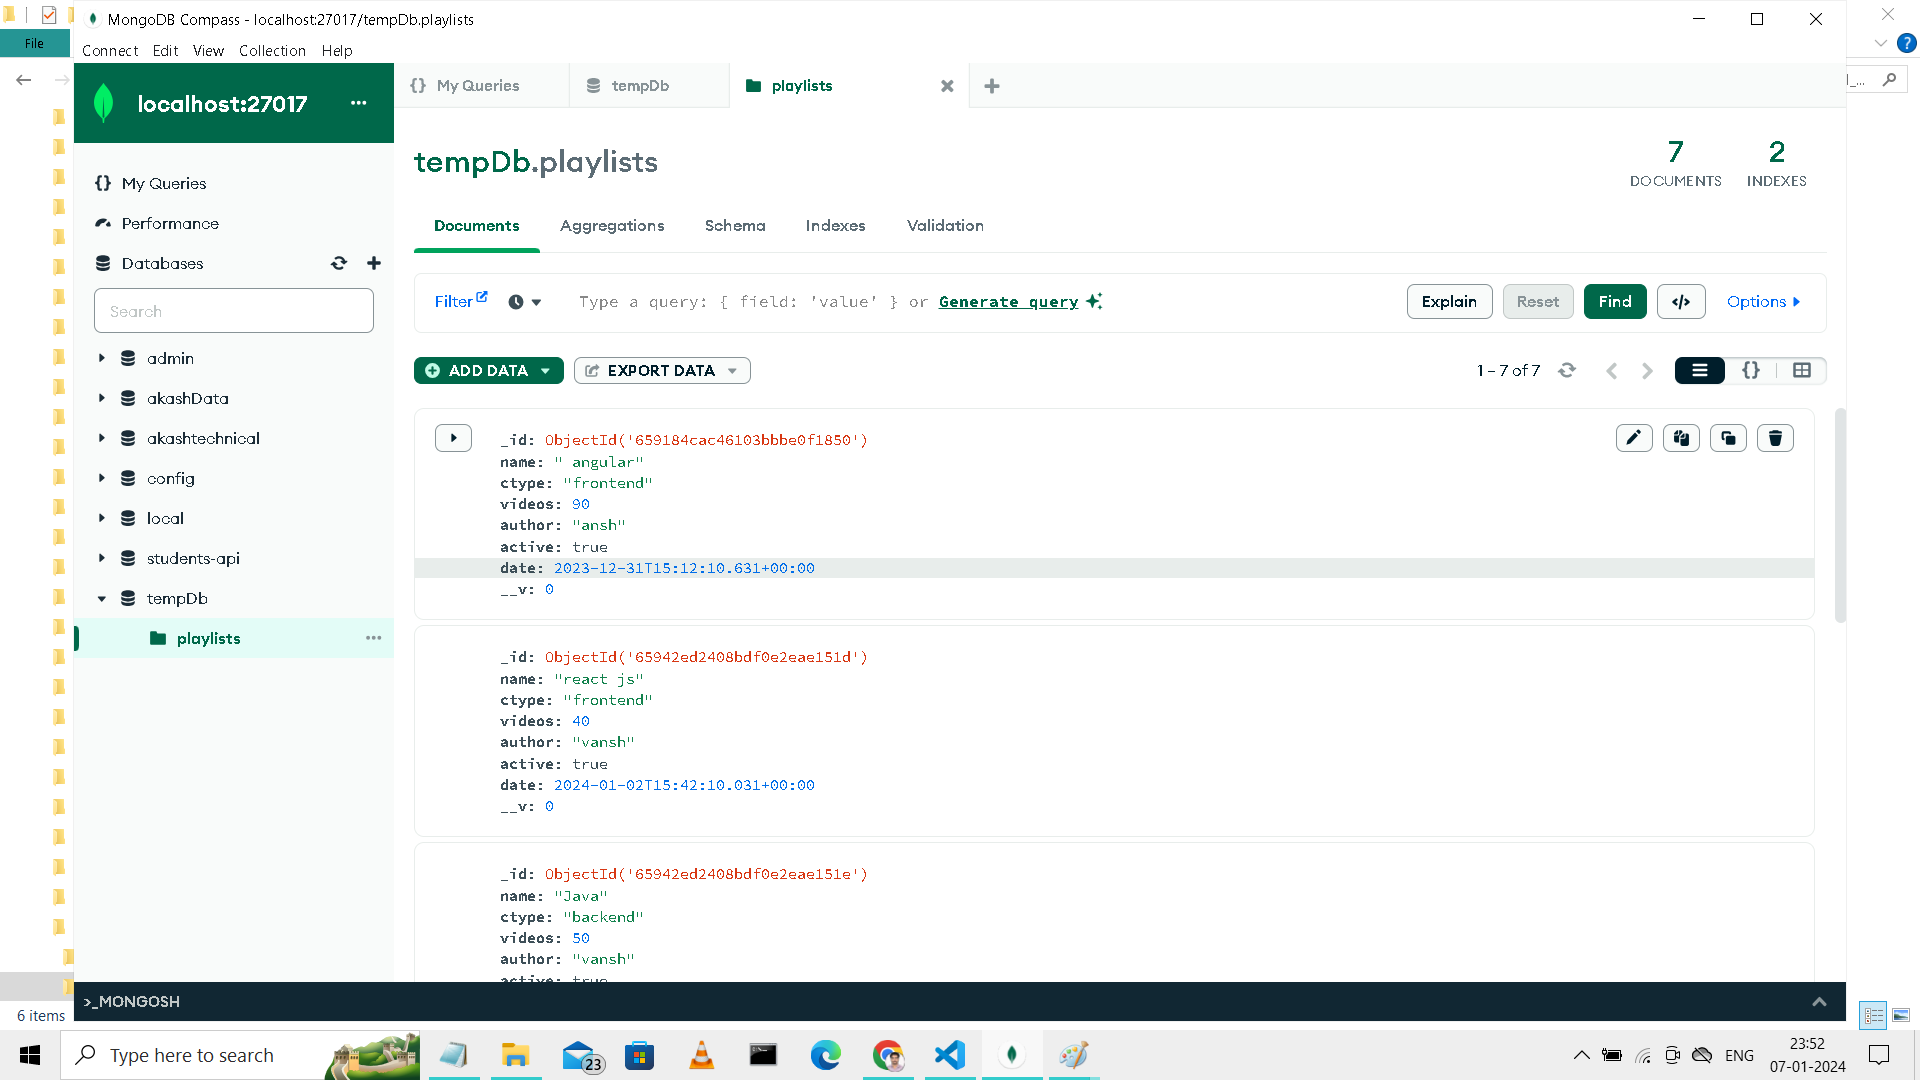 MongoDB Compass - localhost:27017/tempDb.playlists
File
Connect Edit View Collection Help
localhost:27017
My Queries
tempDb
playlists
My Queries
Performance
Databases
Search
admin
akashData
akashtechnical
config
local
students-api
tempDb
playlists
tempDb.playlists
7
DOCUMENTS
2
INDEXES
Documents Aggregations Schema Indexes Validation
Filter
Type a query: { field: 'value' } or Generate query
Explain Reset Find </> Options
ADD DATA EXPORT DATA 1 – 7 of 7 {}
_id: ObjectId('659184cac46103bbbe0f1850')
name: " angular"
ctype: "frontend"
videos: 90
author: "ansh"
active: true
date: 2023-12-31T15:12:10.631+00:00
__v: 0
_id: ObjectId('65942ed2408bdf0e2eae151d')
name: "react js"
ctype: "frontend"
videos: 40
author: "vansh"
active: true
date: 2024-01-02T15:42:10.031+00:00
__v: 0
_id: ObjectId('65942ed2408bdf0e2eae151e')
name: "Java"
ctype: "backend"
videos: 50
author: "vansh"
active: true
>_MONGOSH
6 items
Type here to search
23
ENG
23:52
07-01-2024